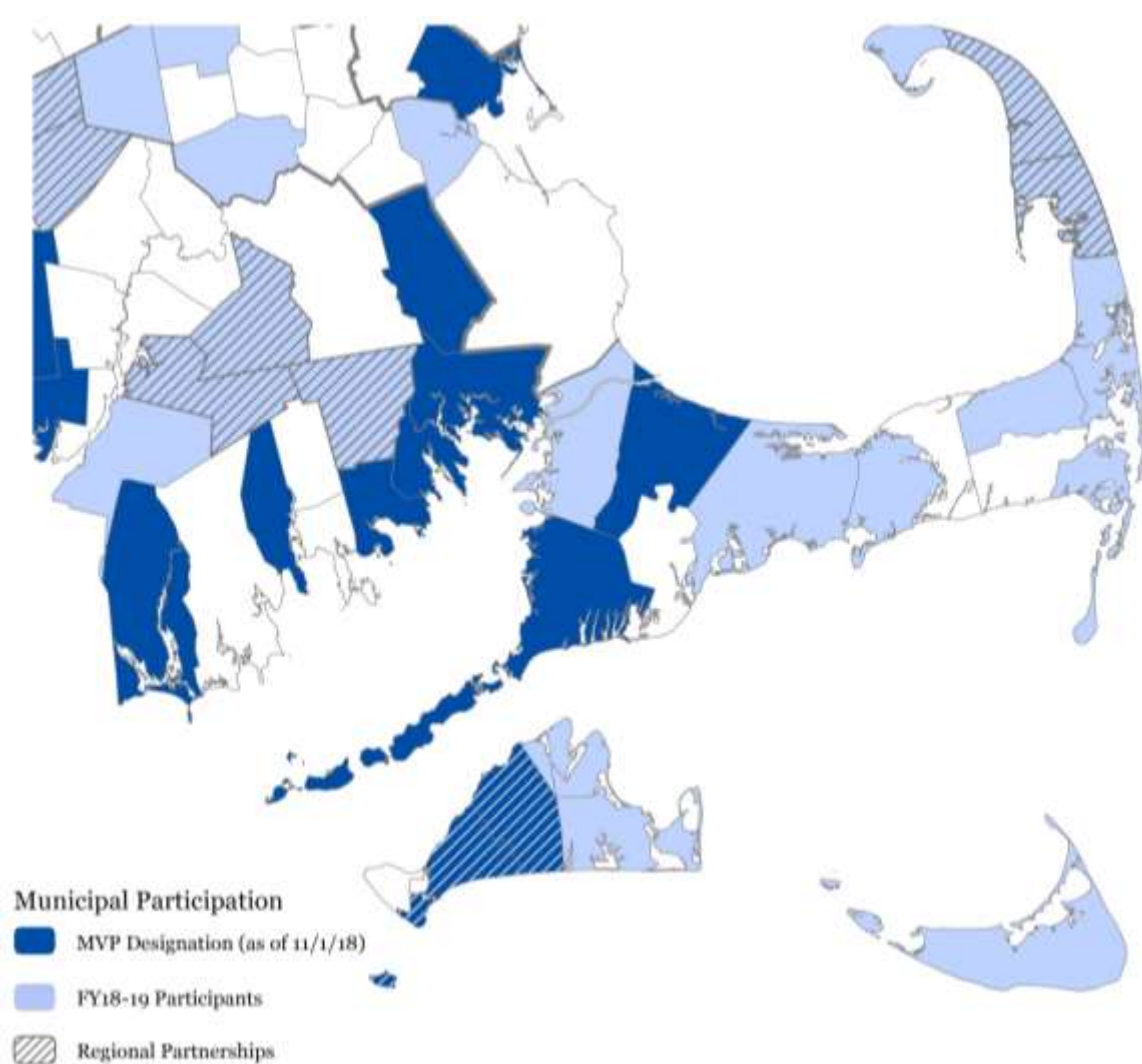 Municipal Participation
MVP Designation (as of 11/1/18)
FY18-19 Participants
Regional Partnerships